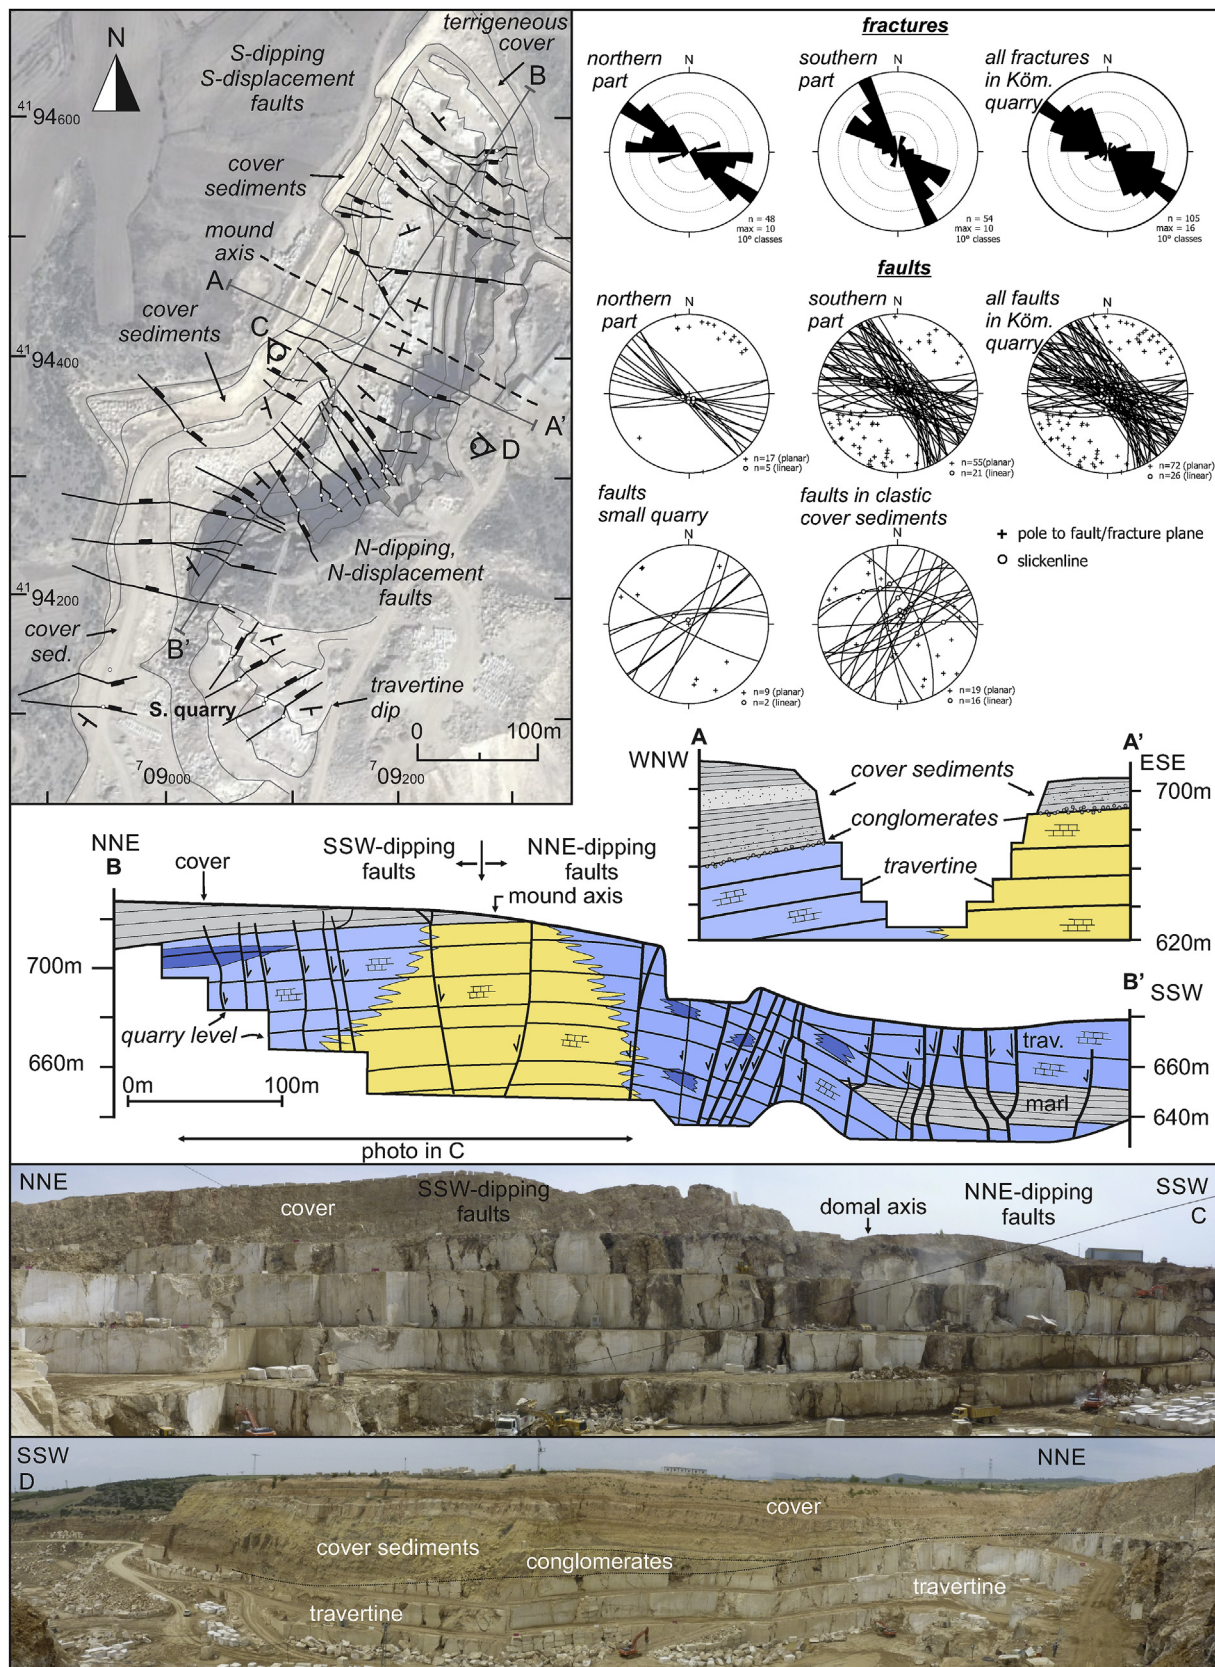 N
S-dipping
S-displacement
faults
terrigeneous
cover
B
41 94600
cover
sediments
mound
axis
A
cover
sediments
C
41 94400
A'
D
N-dipping,
N-displacement
faults
41 94200
cover
sed.
B'
S. quarry
travertine
dip
0 100m
7 09000
7 09200
fractures
northern
part
N
n = 48
max = 10
10° classes
southern
part
N
n = 54
max = 10
10° classes
all fractures
in Köm.
quarry
N
n = 105
max = 16
10° classes
faults
northern
part
N
+ n=17 (planar)
o n=5 (linear)
southern
part
N
+ n=55(planar)
o n=21 (linear)
all faults
in Köm.
quarry
N
+ n=72 (planar)
o n=26 (linear)
faults
small quarry
N
+ n=9 (planar)
o n=2 (linear)
faults in clastic
cover sediments
N
+ n=19 (planar)
o n=16 (linear)
+ pole to fault/fracture plane
o slickenline
A
WNW
A'
ESE
cover sediments
700m
conglomerates
travertine
620m
NNE
B
cover
SSW-dipping
faults
NNE-dipping
faults
mound axis
700m
quarry level
660m
0m 100m
photo in C
B'
SSW
trav.
660m
marl
640m
NNE
cover
SSW-dipping
faults
domal axis
NNE-dipping
faults
SSW
C
SSW
D
NNE
cover
cover sediments
conglomerates
travertine
travertine